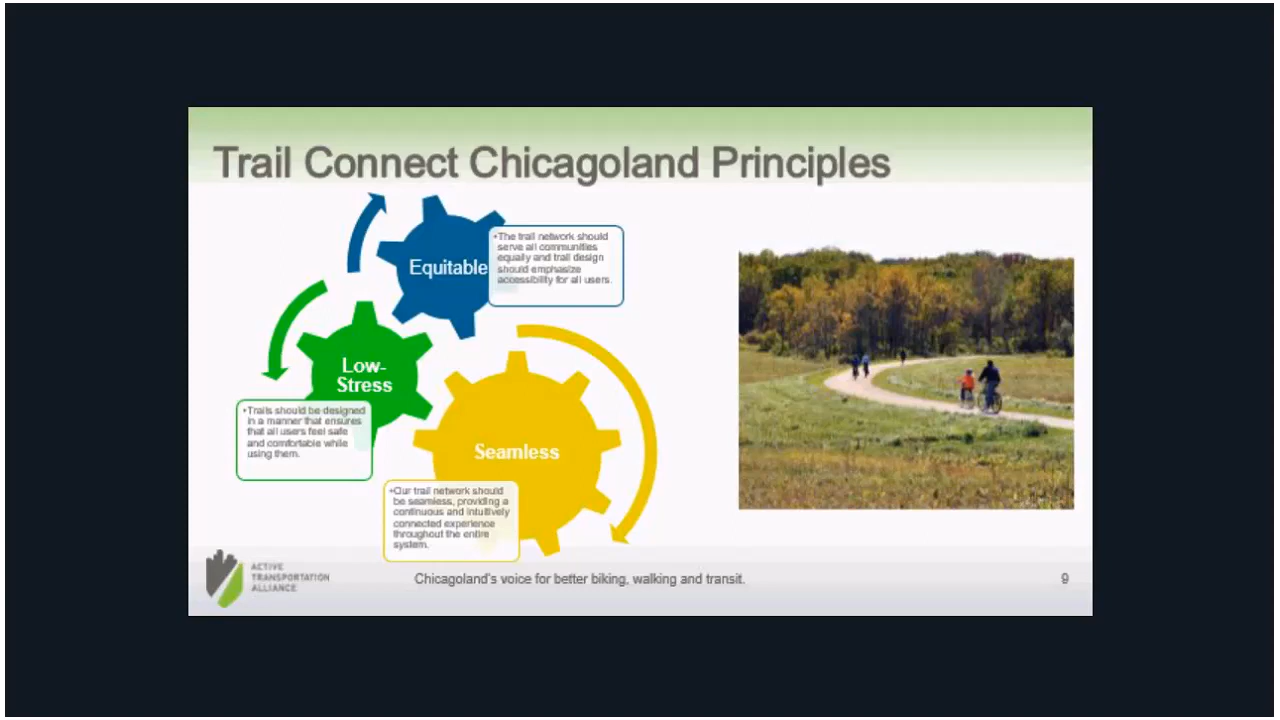 Trail Connect Chicagoland Principles
Equitable
•The trail network should
serve all communities
equally and trail design
should emphasize
accessibility for all users.
Low-
Stress
•Trails should be designed
in a manner that ensures
that all users feel safe
and comfortable while
using them.
Seamless
•Our trail network should
be seamless, providing a
continuous and intuitively
connected experience
throughout the entire
system.
ACTIVE
TRANSPORTATION
ALLIANCE
Chicagoland's voice for better biking, walking and transit.
9